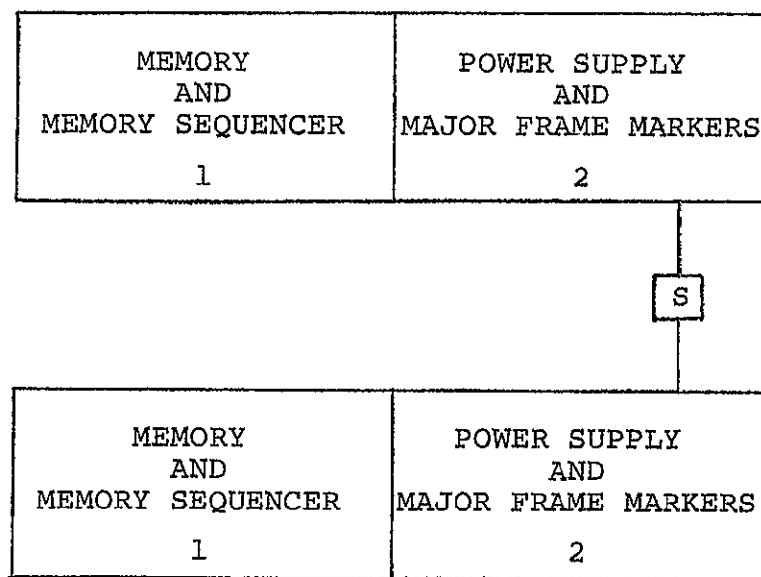 MEMORY
AND
MEMORY SEQUENCER
1
POWER SUPPLY
AND
MAJOR FRAME MARKERS
2
S
MEMORY
AND
MEMORY SEQUENCER
1
POWER SUPPLY
AND
MAJOR FRAME MARKERS
2